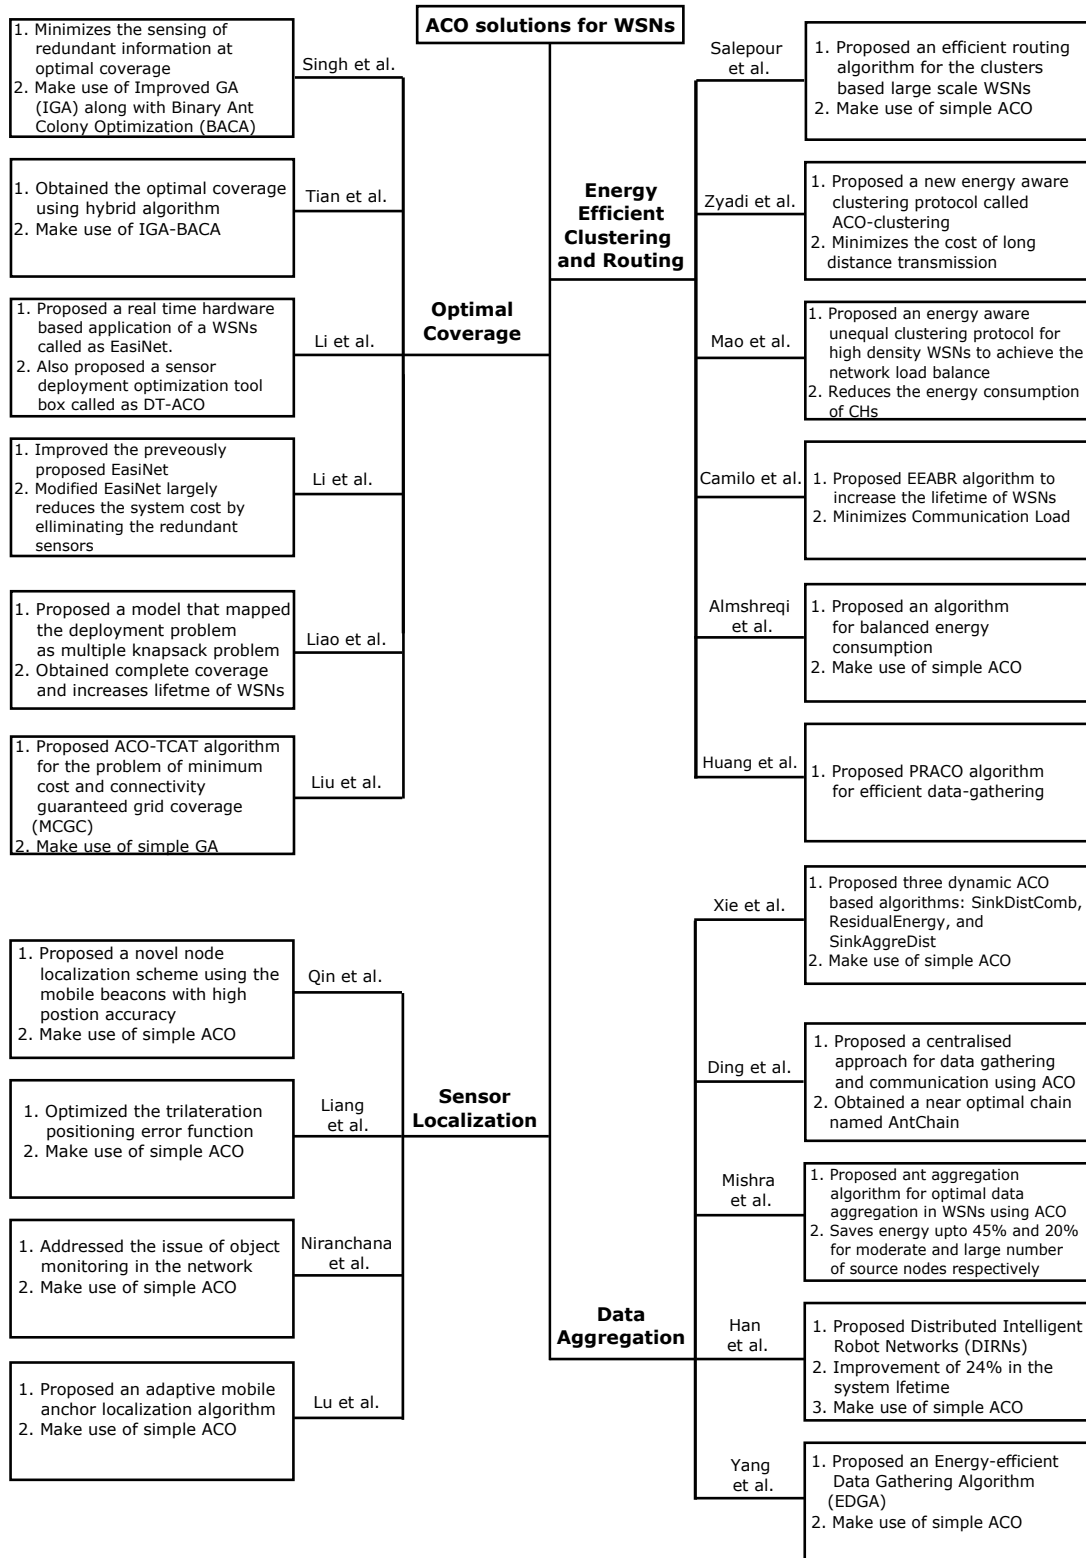 ACO solutions for WSNs
1. Minimizes the sensing of
redundant information at
optimal coverage
2. Make use of Improved GA
(IGA) along with Binary Ant
Colony Optimization (BACA)
Singh et al.
1. Obtained the optimal coverage
using hybrid algorithm
2. Make use of IGA-BACA
Tian et al.
1. Proposed a real time hardware
based application of a WSNs
called as EasiNet.
2. Also proposed a sensor
deployment optimization tool
box called as DT-ACO
Li et al.
1. Improved the preveously
proposed EasiNet
2. Modified EasiNet largely
reduces the system cost by
elliminating the redundant
sensors
Li et al.
1. Proposed a model that mapped
the deployment problem
as multiple knapsack problem
2. Obtained complete coverage
and increases lifetme of WSNs
Liao et al.
1. Proposed ACO-TCAT algorithm
for the problem of minimum
cost and connectivity
guaranteed grid coverage
(MCGC)
2. Make use of simple GA
Liu et al.
Optimal
Coverage
1. Proposed a novel node
localization scheme using the
mobile beacons with high
postion accuracy
2. Make use of simple ACO
Qin et al.
1. Optimized the trilateration
positioning error function
2. Make use of simple ACO
Liang
et al.
1. Addressed the issue of object
monitoring in the network
2. Make use of simple ACO
Niranchana
et al.
1. Proposed an adaptive mobile
anchor localization algorithm
2. Make use of simple ACO
Lu et al.
Sensor
Localization
Energy
Efficient
Clustering
and Routing
Salepour
et al.
1. Proposed an efficient routing
algorithm for the clusters
based large scale WSNs
2. Make use of simple ACO
Zyadi et al.
1. Proposed a new energy aware
clustering protocol called
ACO-clustering
2. Minimizes the cost of long
distance transmission
Mao et al.
1. Proposed an energy aware
unequal clustering protocol for
high density WSNs to achieve the
network load balance
2. Reduces the energy consumption
of CHs
Camilo et al.
1. Proposed EEABR algorithm to
increase the lifetime of WSNs
2. Minimizes Communication Load
Almshreqi
et al.
1. Proposed an algorithm
for balanced energy
consumption
2. Make use of simple ACO
Huang et al.
1. Proposed PRACO algorithm
for efficient data-gathering
Data
Aggregation
Xie et al.
1. Proposed three dynamic ACO
based algorithms: SinkDistComb,
ResidualEnergy, and
SinkAggreDist
2. Make use of simple ACO
Ding et al.
1. Proposed a centralised
approach for data gathering
and communication using ACO
2. Obtained a near optimal chain
named AntChain
Mishra
et al.
1. Proposed ant aggregation
algorithm for optimal data
aggregation in WSNs using ACO
2. Saves energy upto 45% and 20%
for moderate and large number
of source nodes respectively
Han
et al.
1. Proposed Distributed Intelligent
Robot Networks (DIRNs)
2. Improvement of 24% in the
system lfetime
3. Make use of simple ACO
Yang
et al.
1. Proposed an Energy-efficient
Data Gathering Algorithm
(EDGA)
2. Make use of simple ACO